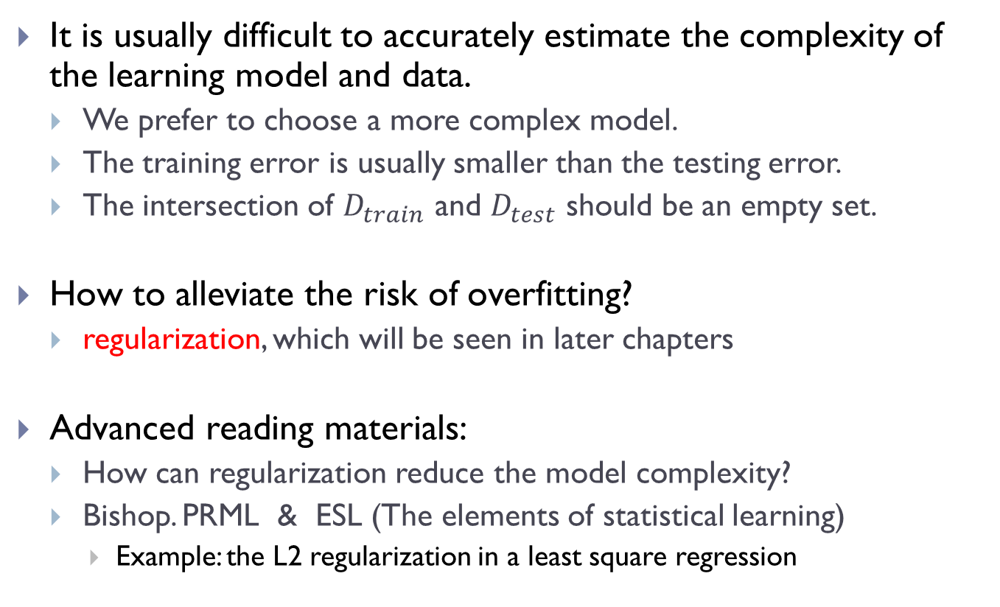 It is usually difficult to accurately estimate the complexity of
the learning model and data.
We prefer to choose a more complex model.
The training error is usually smaller than the testing error.
The intersection of D_train and D_test should be an empty set.
How to alleviate the risk of overfitting?
regularization, which will be seen in later chapters
Advanced reading materials:
How can regularization reduce the model complexity?
Bishop. PRML & ESL (The elements of statistical learning)
Example: the L2 regularization in a least square regression